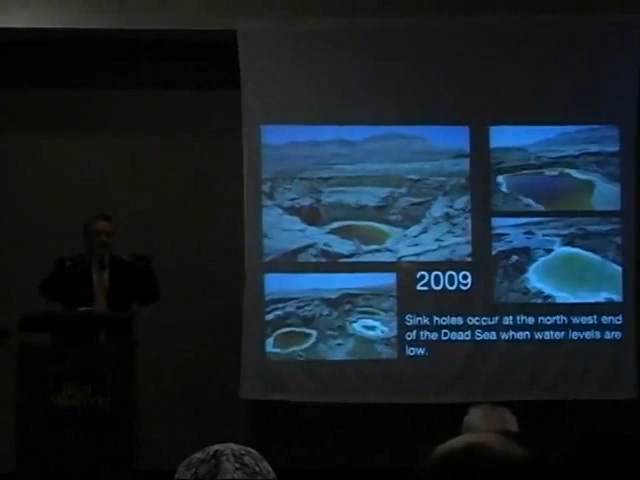 2009
Sink holes occur at the north west end
of the Dead Sea when water levels are
low.